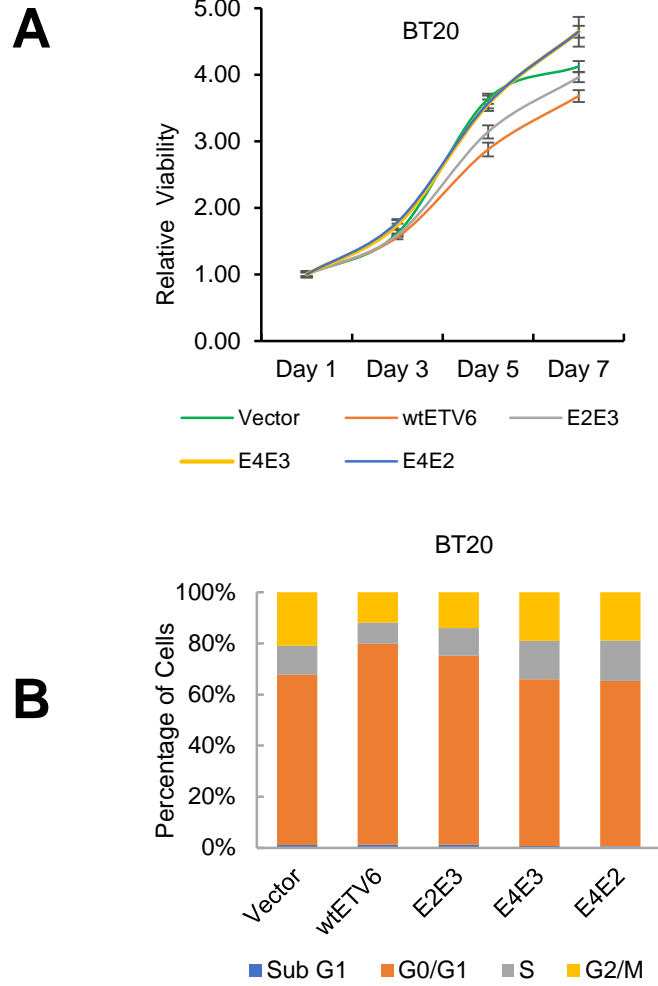 A
BT20
Relative Viability
5.00
4.00
3.00
2.00
1.00
0.00
Day 1 Day 3 Day 5 Day 7
Vector wtETV6 E2E3
E4E3 E4E2
B
BT20
Percentage of Cells
100%
80%
60%
40%
20%
0%
Vector wtETV6 E2E3 E4E3 E4E2
Sub G1 G0/G1 S G2/M